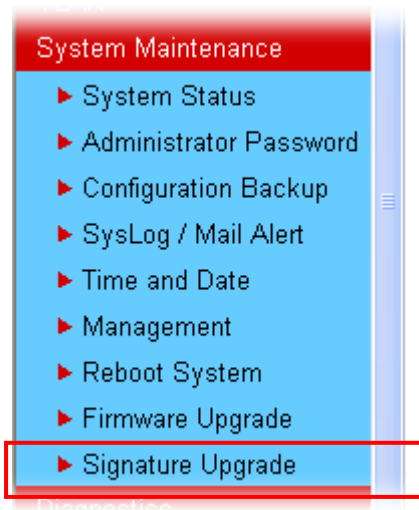 System Maintenance
System Status
Administrator Password
Configuration Backup
SysLog / Mail Alert
Time and Date
Management
Reboot System
Firmware Upgrade
Signature Upgrade
Diagnostics